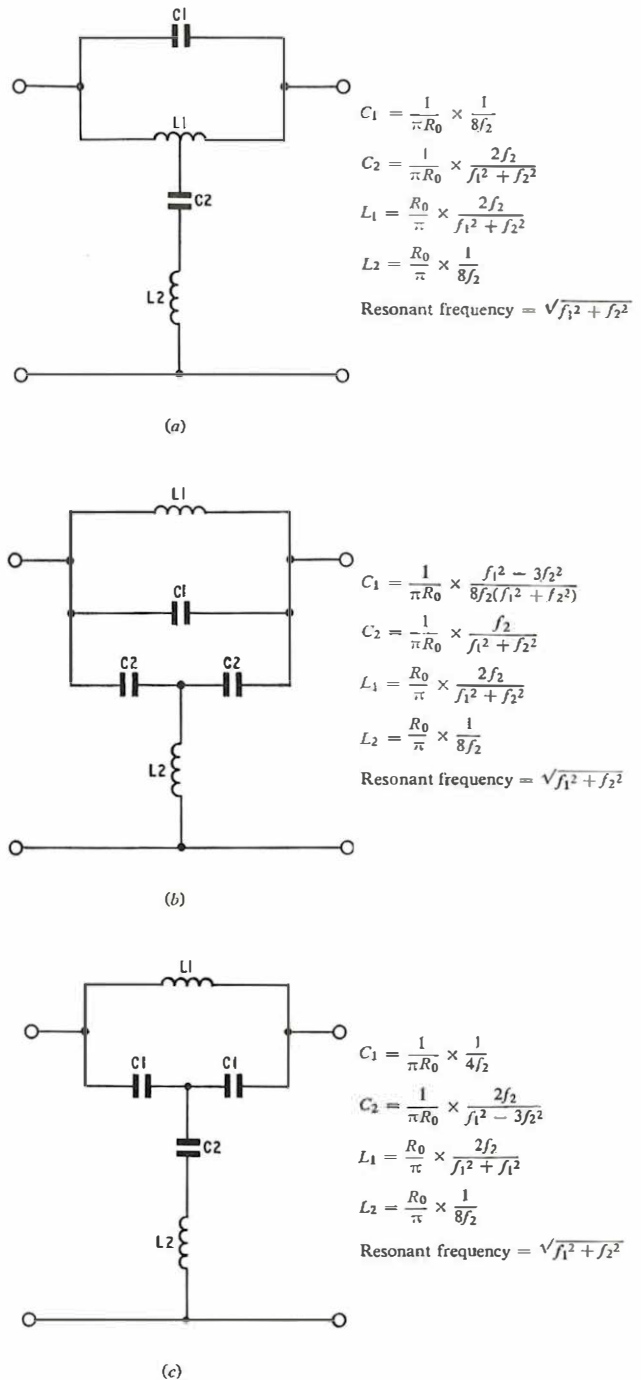 C1
L1
C2
L2
C₁ = 1/πR₀ × 1/8f₂
C₂ = 1/πR₀ × 2f₂/f₁² + f₂²
L₁ = R₀/π × 2f₂/f₁² + f₂²
L2 = R₀/π × 1/8f₂
Resonant frequency = √f₁² + f₂²
(a)
L1
C1
C2 C2
L2
C₁ = 1/πR₀ × f₁² − 3f₂²/8f₂(f₁² + f₂²)
C₂ = 1/πR₀ × f₂/f₁² + f₂²
L₁ = R₀/π × 2f₂/f₁² + f₂²
L₂ = R₀/π × 1/8f₂
Resonant frequency = √f₁² + f₂²
(b)
L1
C1 C1
C2
L2
C₁ = 1/πR₀ × 1/4f₂
C₂ = 1/πR₀ × 2f₂/f₁² − 3f₂²
L₁ = R₀/π × 2f₂/f₁² + f₁²
L₂ = R₀/π × 1/8f₂
Resonant frequency = √f₁² + f₂²
(c)